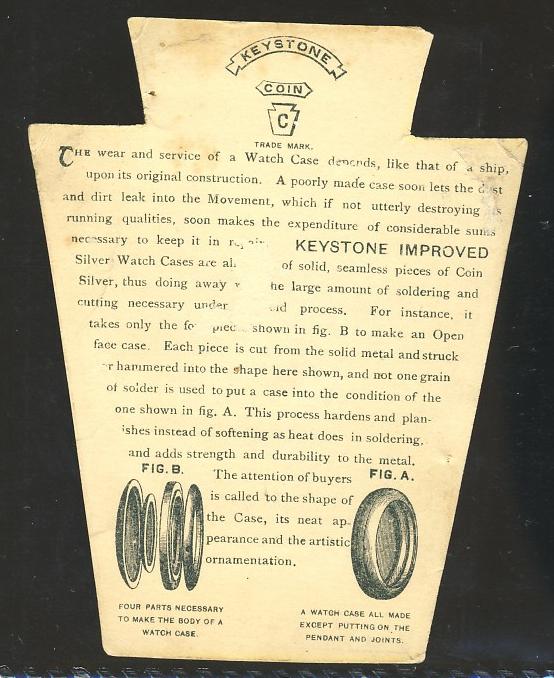 KEYSTONE
COIN
C
TRADE MARK.
THE wear and service of a Watch Case depends, like that of a ship,
upon its original construction. A poorly made case soon lets the dust
and dirt leak into the Movement, which if not utterly destroying its
running qualities, soon makes the expenditure of considerable sums
necessary to keep it in KEYSTONE IMPROVED
Silver Watch Cases are of solid, seamless pieces of Coin
Silver, thus doing away the large amount of soldering and
cutting necessary under process. For instance, it
takes only the shown in fig. B to make an Open
face case. Each piece is cut from the solid metal and struck
or hammered into the shape here shown, and not one grain
of solder is used to put a case into the condition of the
one shown in fig. A. This process hardens and plan-
ishes instead of softening as heat does in soldering,
and adds strength and durability to the metal.
FIG. B.
The attention of buyers
is called to the shape of
the Case, its neat ap-
pearance and the artistic
ornamentation.
FIG. A.
FOUR PARTS NECESSARY
TO MAKE THE BODY OF A
WATCH CASE.
A WATCH CASE ALL MADE
EXCEPT PUTTING ON THE
PENDANT AND JOINTS.